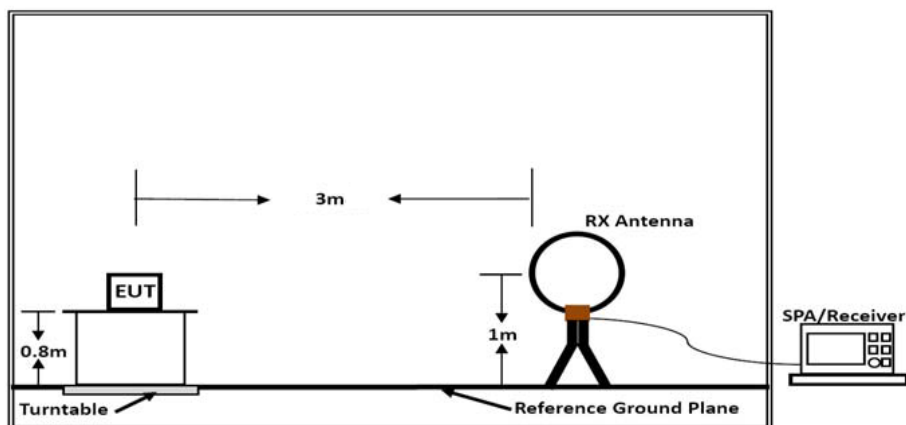 3m
RX Antenna
EUT
SPA/Receiver
0.8m
1m
Turntable
Reference Ground Plane